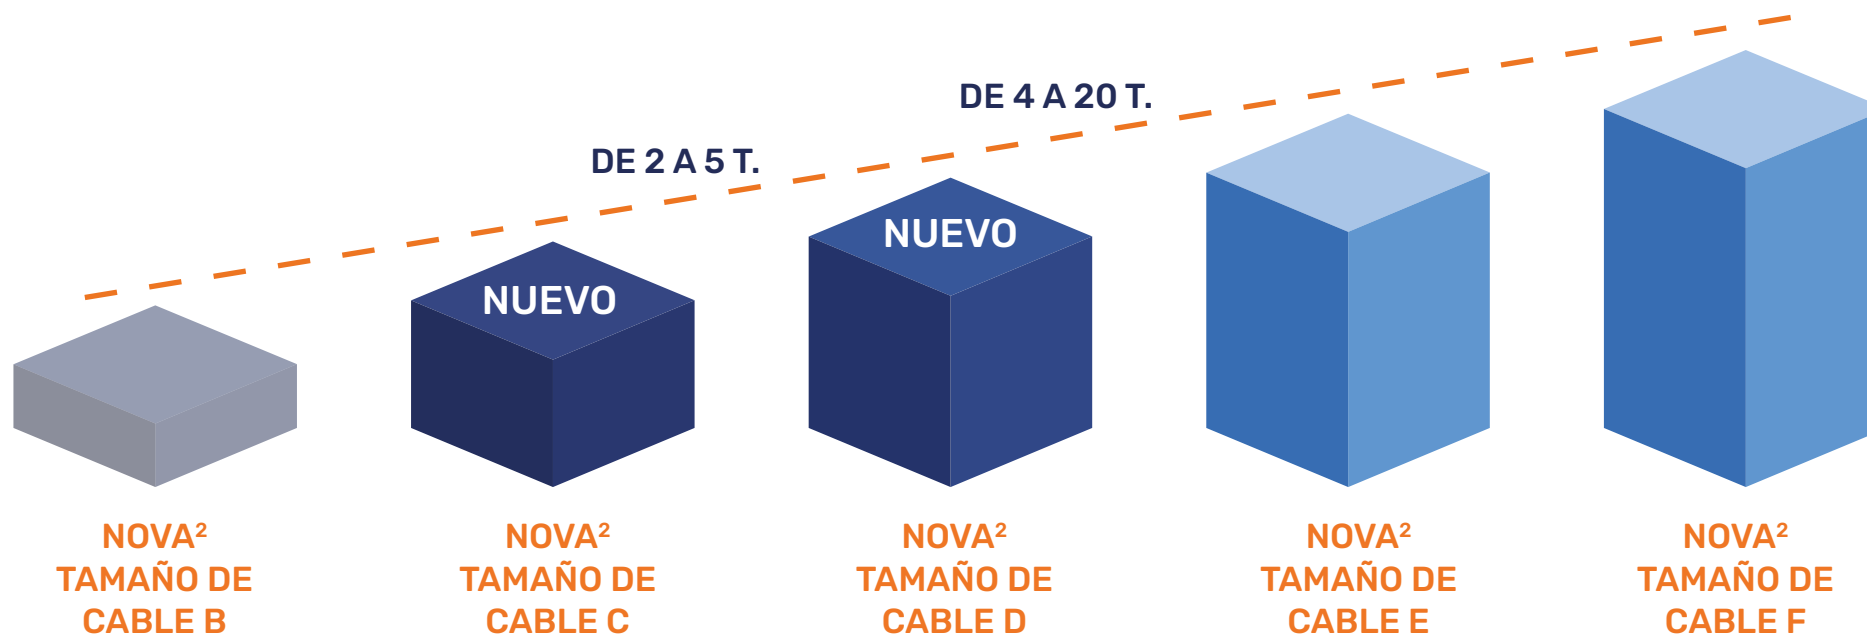 DE 4 A 20 T.
DE 2 A 5 T.
NUEVO
NUEVO
NOVA²
TAMAÑO DE
CABLE B
NOVA²
TAMAÑO DE
CABLE C
NOVA²
TAMAÑO DE
CABLE D
NOVA²
TAMAÑO DE
CABLE E
NOVA²
TAMAÑO DE
CABLE F